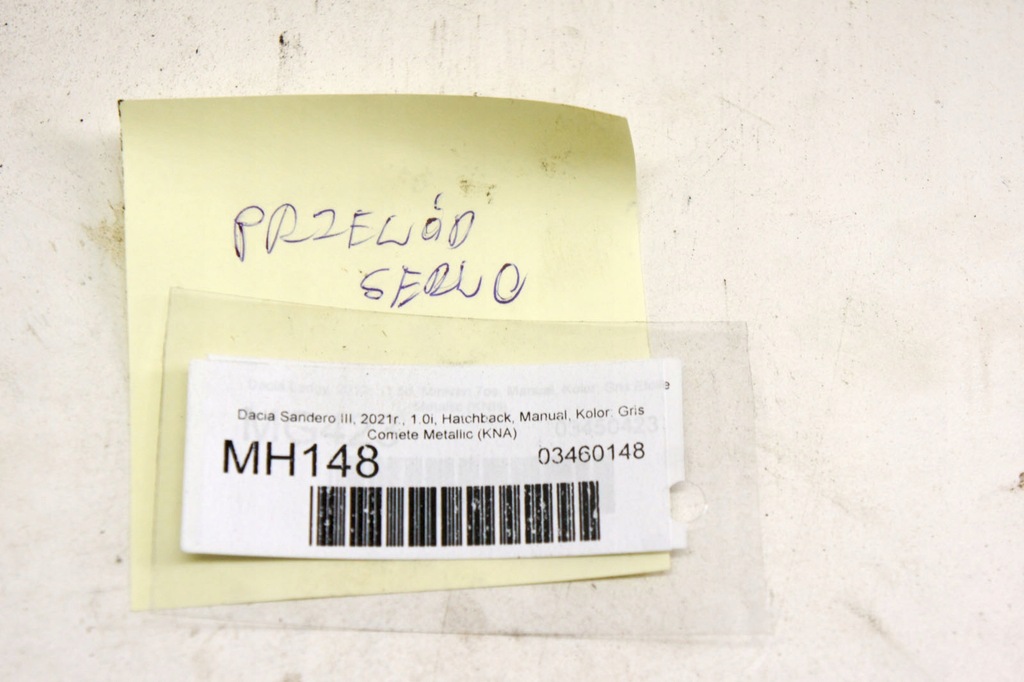 PRZEWÓD
SERWO
Dacia Sandero III, 2021r., 1.0i, Hatchback, Manual, Kolor: Gris
Comete Metallic (KNA)
MH148
03460148